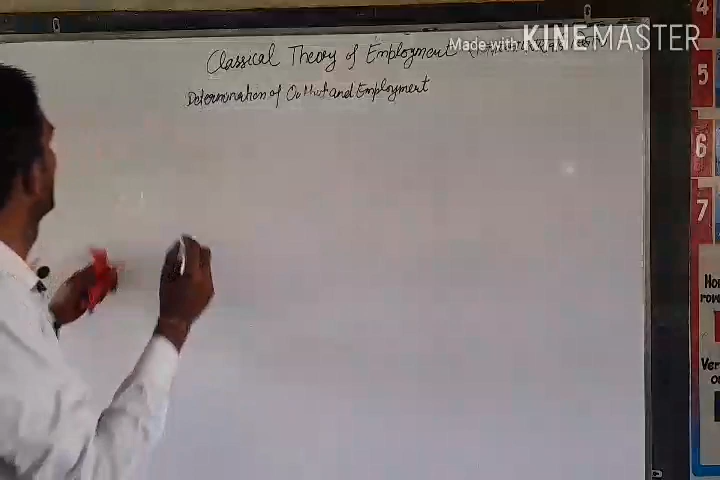 Classical Theory of Employment
Made with KINEMASTER
Determination of Output and Employment
4
5
6
7